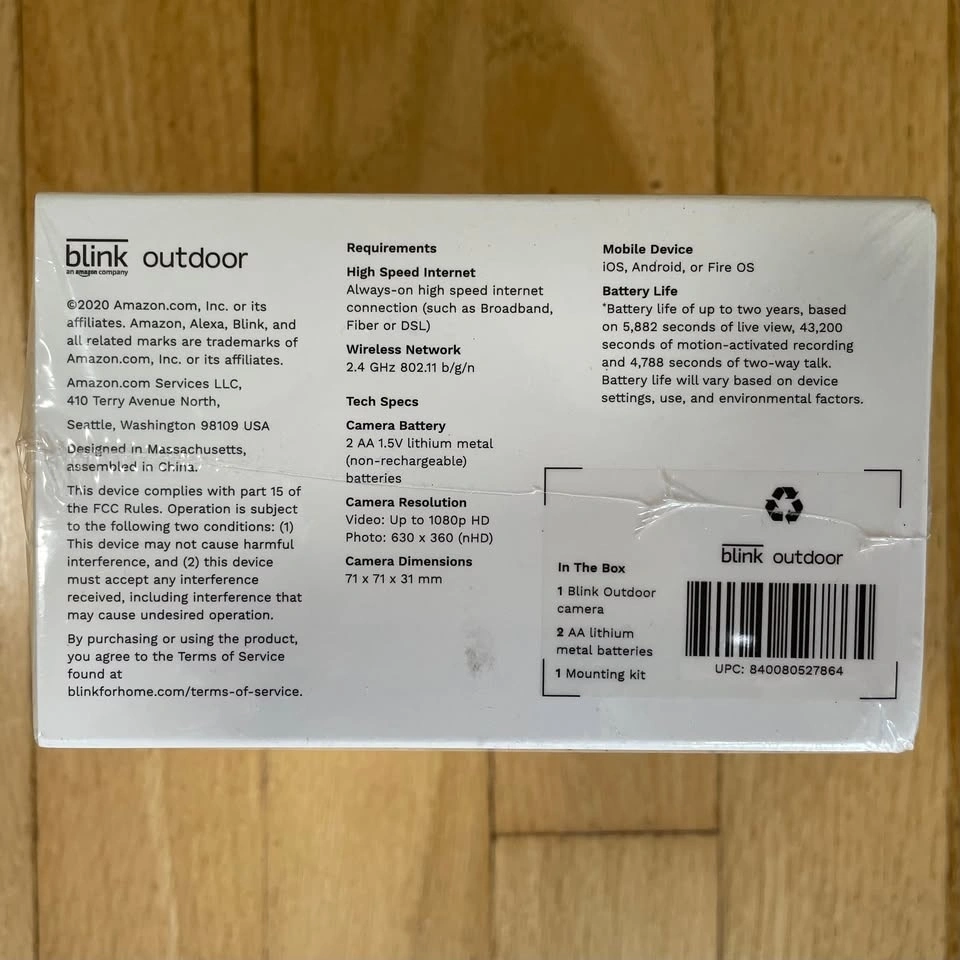 blink outdoor
an amazon company
©2020 Amazon.com, Inc. or its
affiliates. Amazon, Alexa, Blink, and
all related marks are trademarks of
Amazon.com, Inc. or its affiliates.
Amazon.com Services LLC,
410 Terry Avenue North,
Seattle, Washington 98109 USA
Designed in Massachusetts,
assembled in China.
This device complies with part 15 of
the FCC Rules. Operation is subject
to the following two conditions: (1)
This device may not cause harmful
interference, and (2) this device
must accept any interference
received, including interference that
may cause undesired operation.
By purchasing or using the product,
you agree to the Terms of Service
found at
blinkforhome.com/terms-of-service.
Requirements
High Speed Internet
Always-on high speed internet
connection (such as Broadband,
Fiber or DSL)
Wireless Network
2.4 GHz 802.11 b/g/n
Tech Specs
Camera Battery
2 AA 1.5V lithium metal
(non-rechargeable)
batteries
Camera Resolution
Video: Up to 1080p HD
Photo: 630 x 360 (nHD)
Camera Dimensions
71 x 71 x 31 mm
Mobile Device
iOS, Android, or Fire OS
Battery Life
*Battery life of up to two years, based
on 5,882 seconds of live view, 43,200
seconds of motion-activated recording
and 4,788 seconds of two-way talk.
Battery life will vary based on device
settings, use, and environmental factors.
In The Box
1 Blink Outdoor
camera
2 AA lithium
metal batteries
1 Mounting kit
blink outdoor
UPC: 840080527864